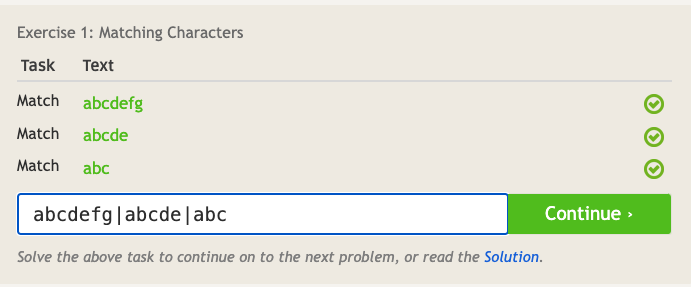 Exercise 1: Matching Characters
Task Text
Match abcdefg
Match abcde
Match abc
abcdefg|abcde|abc Continue ›
Solve the above task to continue on to the next problem, or read the Solution.